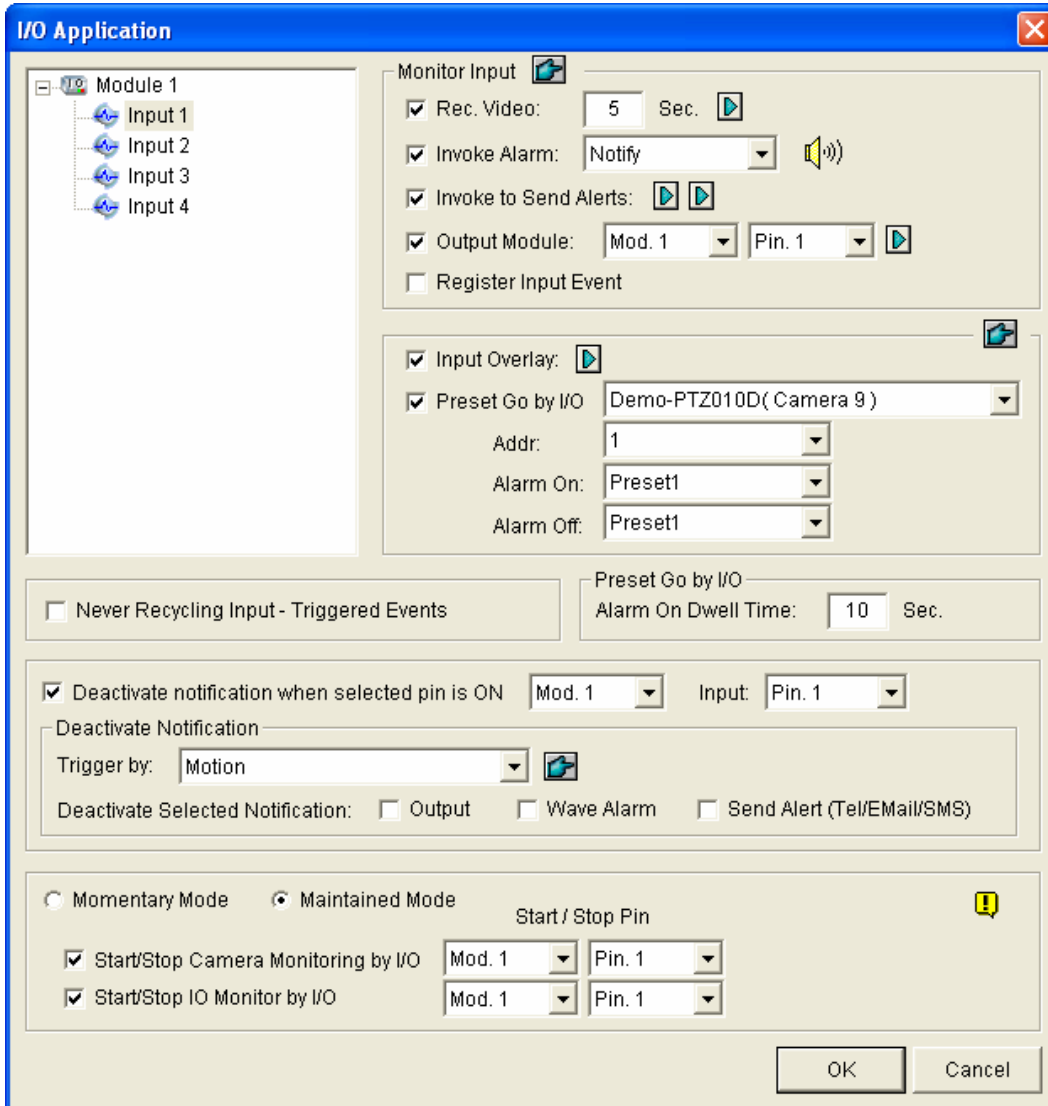 I/O Application
Module 1
Input 1
Input 2
Input 3
Input 4
Monitor Input
Rec. Video: 5 Sec.
Invoke Alarm: Notify
Invoke to Send Alerts:
Output Module: Mod. 1 Pin. 1
Register Input Event
Input Overlay:
Preset Go by I/O Demo-PTZ010D( Camera 9 )
Addr: 1
Alarm On: Preset1
Alarm Off: Preset1
Never Recycling Input - Triggered Events
Preset Go by I/O
Alarm On Dwell Time: 10 Sec.
Deactivate notification when selected pin is ON Mod. 1 Input: Pin. 1
Deactivate Notification
Trigger by: Motion
Deactivate Selected Notification: Output Wave Alarm Send Alert (Tel/EMail/SMS)
Momentary Mode Maintained Mode
Start / Stop Pin
Start/Stop Camera Monitoring by I/O Mod. 1 Pin. 1
Start/Stop IO Monitor by I/O Mod. 1 Pin. 1
OK Cancel